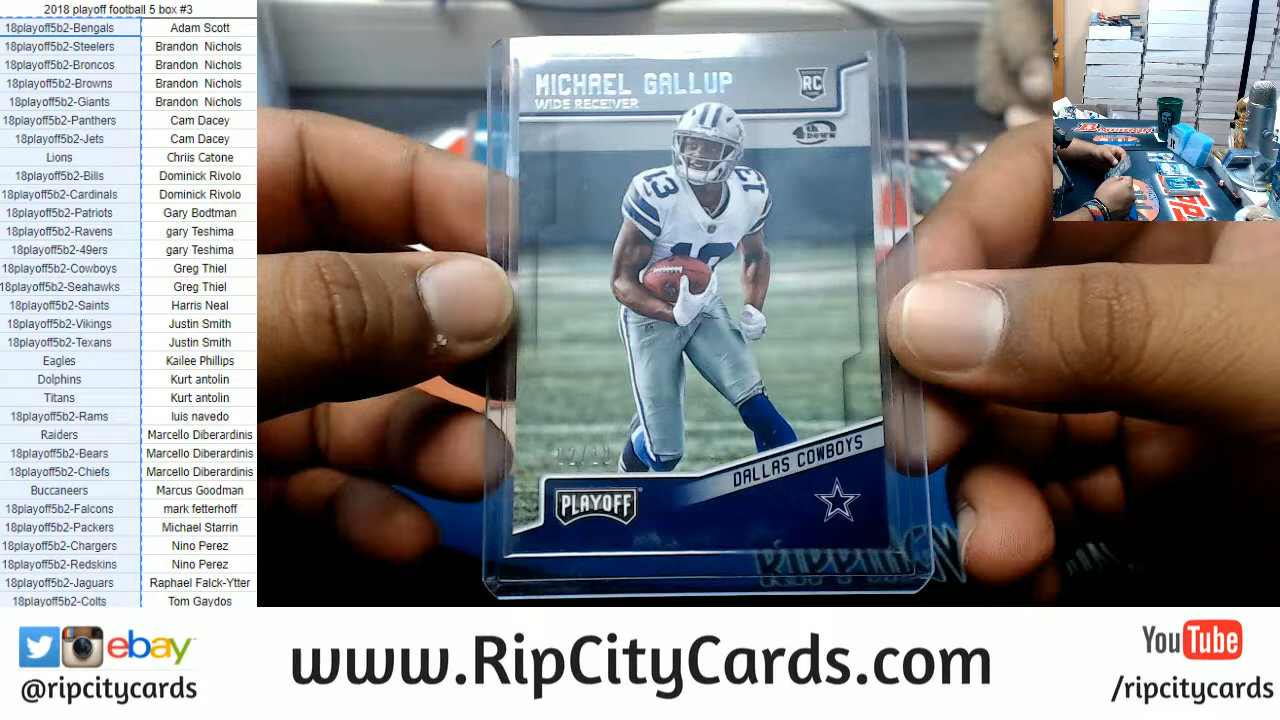 2018 playoff football 5 box #3
18playoff5b2-Bengals Adam Scott
18playoff5b2-Steelers Brandon Nichols
18playoff5b2-Broncos Brandon Nichols
18playoff5b2-Browns Brandon Nichols
18playoff5b2-Giants Brandon Nichols
18playoff5b2-Panthers Cam Dacey
18playoff5b2-Jets Cam Dacey
Lions Chriis Catone
18playoff5b2-Bills Dominick Rivolo
18playoff5b2-Cardinals Dominick Rivolo
18playoff5b2-Patriots Gary Bodtman
18playoff5b2-Ravens gary Teshima
18playoff5b2-49ers gary Teshima
18playoff5b2-Cowboys Greg Thiel
18playoff5b2-Seahawks Greg Thiel
18playoff5b2-Saints Harris Neal
18playoff5b2-Vikings Justin Smith
18playoff5b2-Texans Justin Smith
Eagles Kailee Phillips
Dolphins Kurt antolin
Titans Kurt antolin
18playoff5b2-Rams luis navedo
Raiders Marcello Diberardinis
18playoff5b2-Bears Marcello Diberardinis
18playoff5b2-Chiefs Marcello Diberardinis
Buccaneers Marcus Goodman
18playoff5b2-Falcons mark fetterhoff
18playoff5b2-Packers Michael Starrin
18playoff5b2-Chargers Nino Perez
18playoff5b2-Redskins Nino Perez
18playoff5b2-Jaguars Raphael Falck-Ytter
18playoff5b2-Colts Tom Gaydos
MICHAEL GALLUP
WIDE RECEIVER
RC
4th DOWN
13 13
DALLAS COWBOYS
PLAYOFF
ebay
@ripcitycards
www.RipCityCards.com
YouTube
/ripcitycards